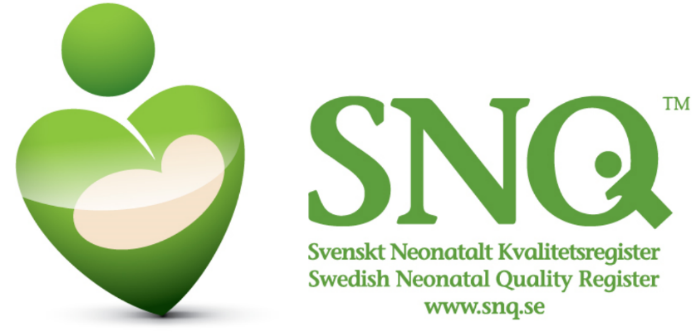 SNQ™
Svenskt Neonatalt Kvalitetsregister
Swedish Neonatal Quality Register
www.snq.se